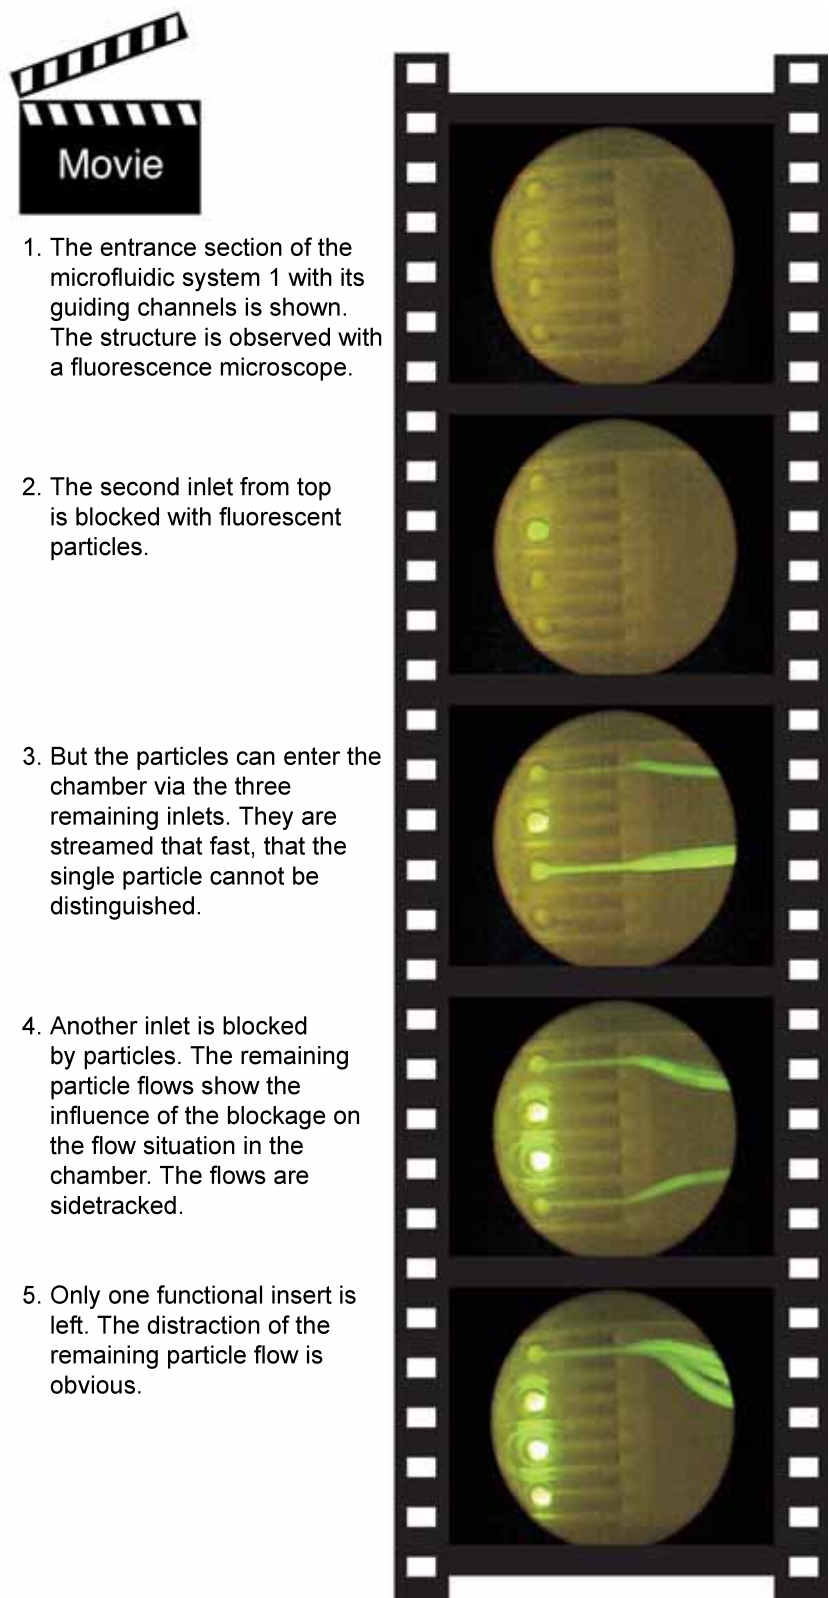 Movie
1. The entrance section of the
microfluidic system 1 with its
guiding channels is shown.
The structure is observed with
a fluorescence microscope.
2. The second inlet from top
is blocked with fluorescent
particles.
3. But the particles can enter the
chamber via the three
remaining inlets. They are
streamed that fast, that the
single particle cannot be
distinguished.
4. Another inlet is blocked
by particles. The remaining
particle flows show the
influence of the blockage on
the flow situation in the
chamber. The flows are
sidetracked.
5. Only one functional insert is
left. The distraction of the
remaining particle flow is
obvious.